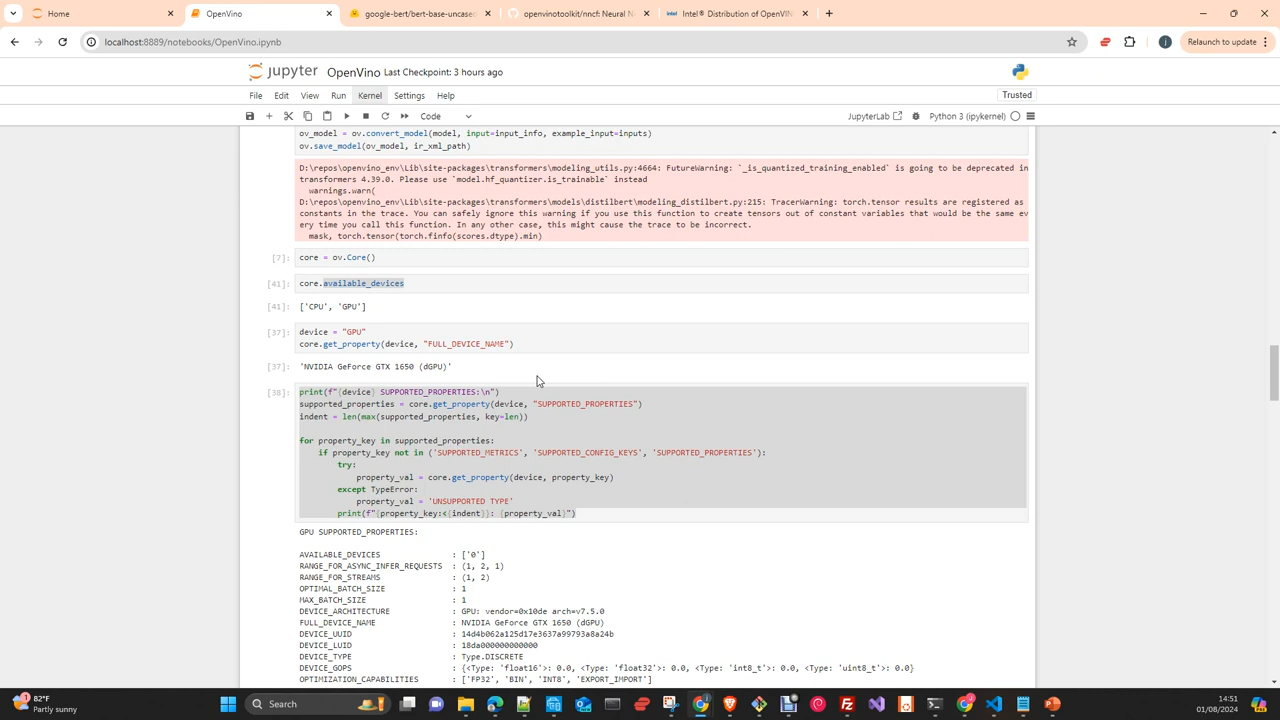 Home
OpenVino
google-bert/bert-base-uncase
openvinotoolkit/nncf: Neural N
Intel® Distribution of OpenVIN
localhost:8889/notebooks/OpenVino.ipynb
i
Relaunch to update
jupyter OpenVino Last Checkpoint: 3 hours ago
File Edit View Run Kernel Settings Help
Trusted
Code
JupyterLab
Python 3 (ipykernel)
ov_model = ov.convert_model(model, input=input_info, example_input=inputs)
ov.save_model(ov_model, ir_xml_path)
D:\repos\openvino_env\Lib\site-packages\transformers\modeling_utils.py:4664: FutureWarning: `_is_quantized_training_enabled` is going to be deprecated in
transformers 4.39.0. Please use `model.hf_quantizer.is_trainable` instead
warnings.warn(
D:\repos\openvino_env\Lib\site-packages\transformers\models\distilbert\modeling_distilbert.py:215: TracerWarning: torch.tensor results are registered as
constants in the trace. You can safely ignore this warning if you use this function to create tensors out of constant variables that would be the same ev
ery time you call this function. In any other case, this might cause the trace to be incorrect.
mask, torch.tensor(torch.finfo(scores.dtype).min)
[7]: core = ov.Core()
[41]: core.available_devices
[41]: ['CPU', 'GPU']
[37]: device = "GPU"
core.get_property(device, "FULL_DEVICE_NAME")
[37]: 'NVIDIA GeForce GTX 1650 (dGPU)'
[38]: print(f"{device} SUPPORTED_PROPERTIES:\n")
supported_properties = core.get_property(device, "SUPPORTED_PROPERTIES")
indent = len(max(supported_properties, key=len))
for property_key in supported_properties:
if property_key not in ('SUPPORTED_METRICS', 'SUPPORTED_CONFIG_KEYS', 'SUPPORTED_PROPERTIES'):
try:
property_val = core.get_property(device, property_key)
except TypeError:
property_val = 'UNSUPPORTED TYPE'
print(f"{property_key:<{indent}}: {property_val}")
GPU SUPPORTED_PROPERTIES:
AVAILABLE_DEVICES : ['0']
RANGE_FOR_ASYNC_INFER_REQUESTS : (1, 2, 1)
RANGE_FOR_STREAMS : (1, 2)
OPTIMAL_BATCH_SIZE : 1
MAX_BATCH_SIZE : 1
DEVICE_ARCHITECTURE : GPU: vendor=0x10de arch=v7.5.0
FULL_DEVICE_NAME : NVIDIA GeForce GTX 1650 (dGPU)
DEVICE_UUID : 14d4b062a125d17e3637a99793a8a24b
DEVICE_LUID : 18da000000000000
DEVICE_TYPE : Type.DISCRETE
DEVICE_GOPS : {<Type: 'float16'>: 0.0, <Type: 'float32'>: 0.0, <Type: 'int8_t'>: 0.0, <Type: 'uint8_t'>: 0.0}
OPTIMIZATION_CAPABILITIES : ['FP32', 'BIN', 'INT8', 'EXPORT_IMPORT']
82°F
Partly sunny
Search
14:51
01/08/2024